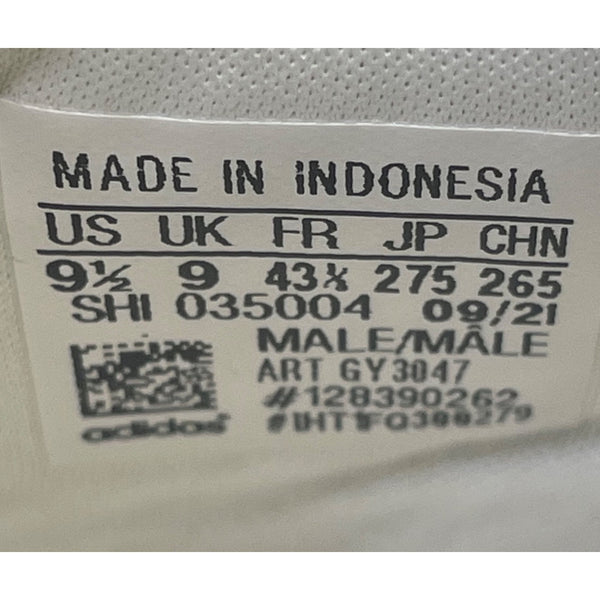 MADE IN INDONESIA
US UK FR JP CHN
9½ 9 43⅓ 275 265
SHI 035004 09/21
MALE/MÂLE
ART GY3047
#128390262
adidas